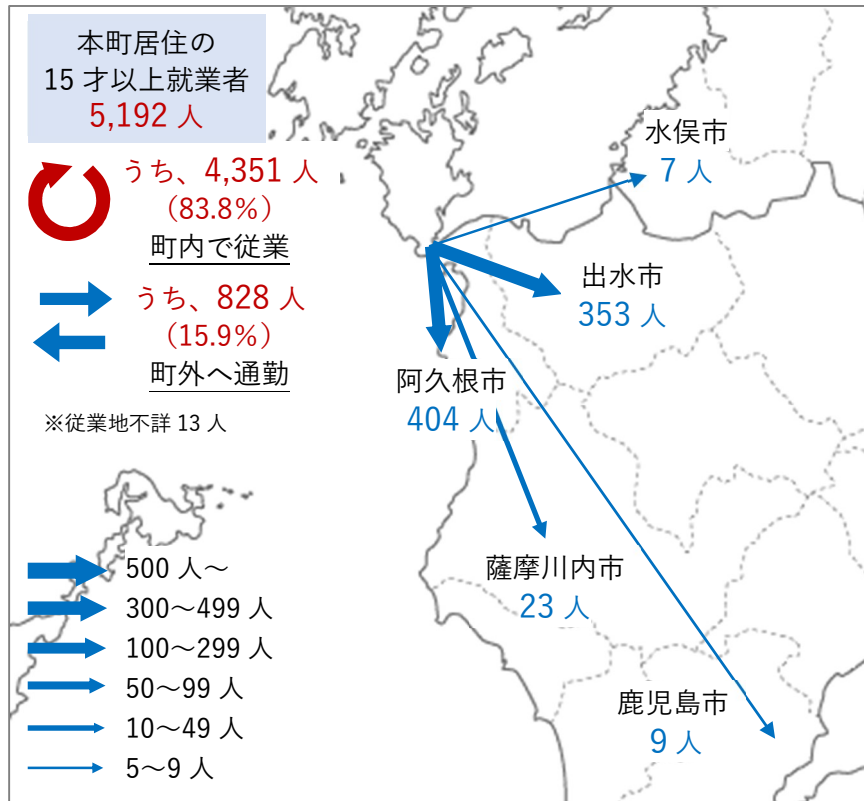 本町居住の
15才以上就業者
5,192 人
うち、4,351 人
（83.8%）
町内で従業
うち、828 人
（15.9%）
町外へ通勤
※従業地不詳 13 人
水俣市
7 人
出水市
353 人
阿久根市
404 人
薩摩川内市
23 人
鹿児島市
9 人
500 人～
300～499 人
100～299 人
50～99 人
10～49 人
5～9 人